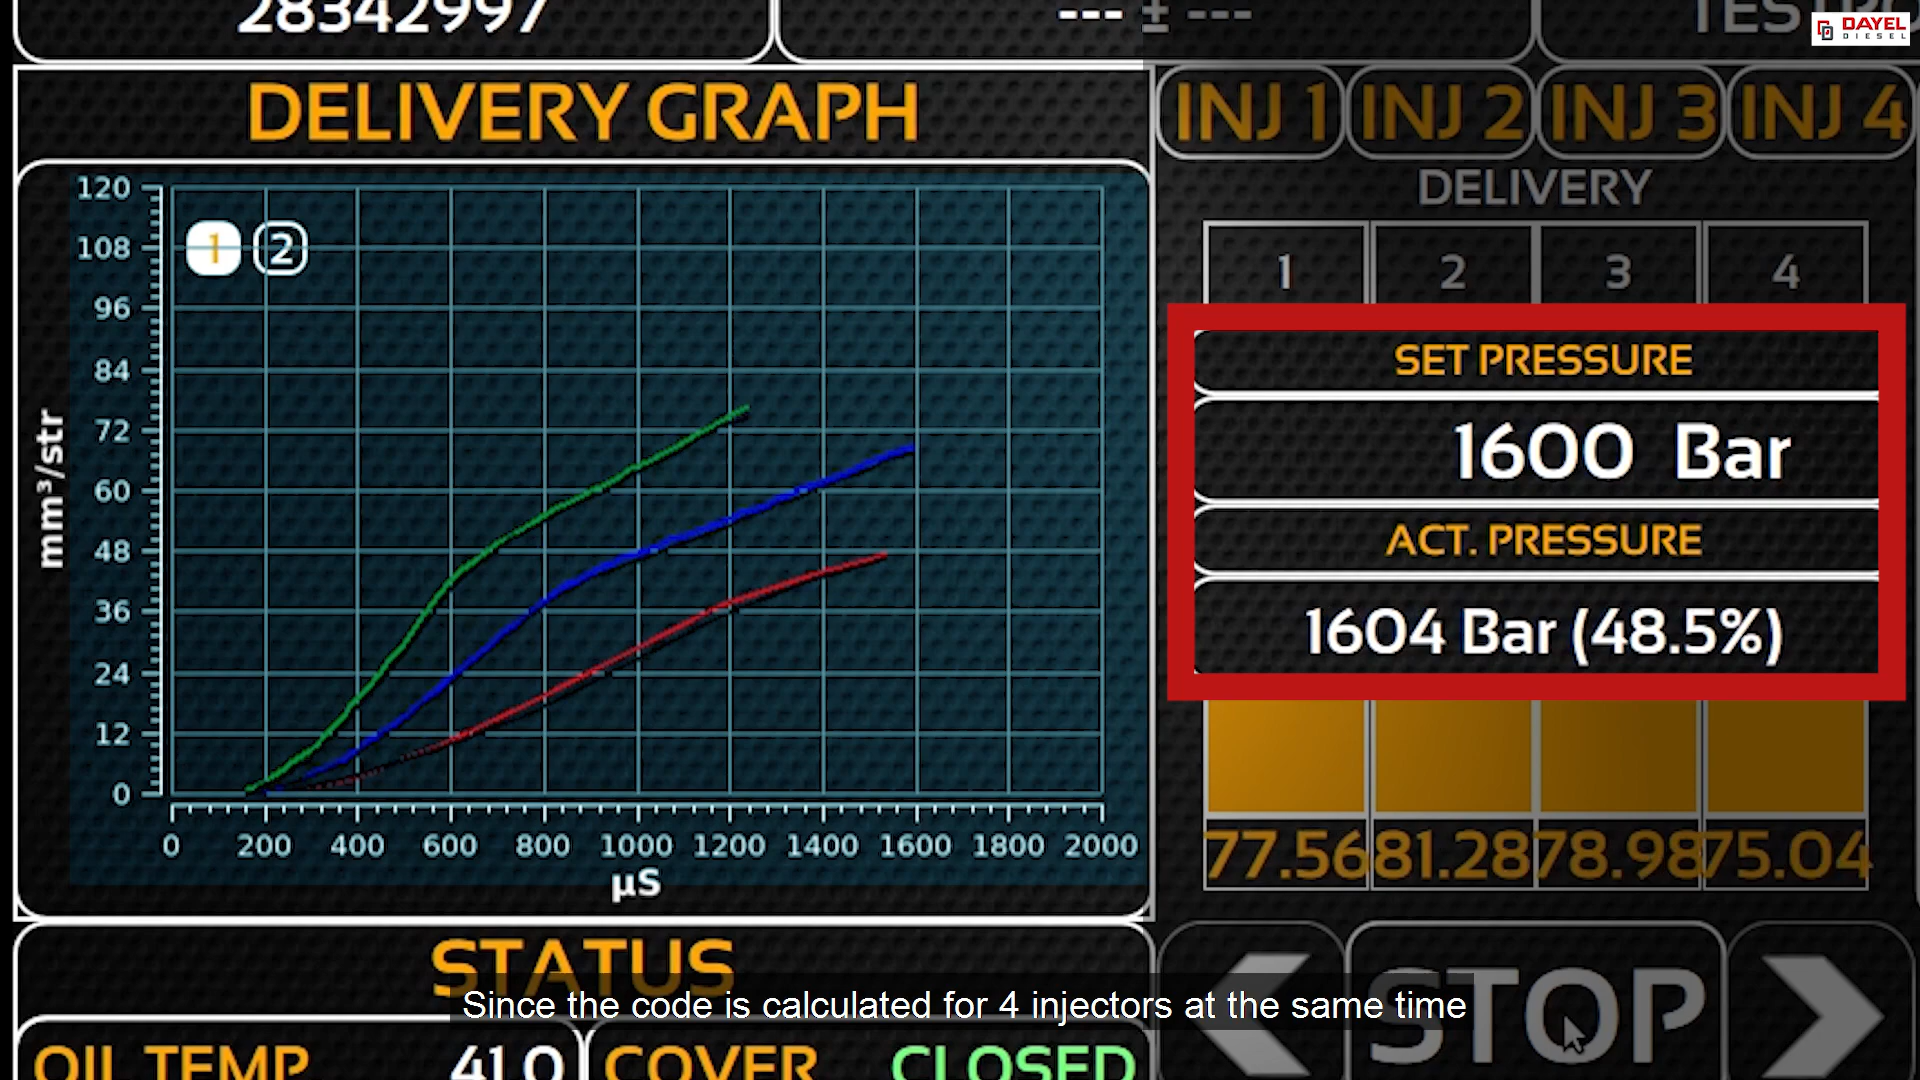 28342997
--- ± ---
DAYEL
DIESEL
DELIVERY GRAPH
INJ 1 INJ 2 INJ 3 INJ 4
DELIVERY
1 2 3 4
120
108
96
84
72
60
48
36
24
12
0
1 2
mm³/str
0 200 400 600 800 1000 1200 1400 1600 1800 2000
µS
SET PRESSURE
1600 Bar
ACT. PRESSURE
1604 Bar (48.5%)
77.56 81.28 78.98 75.04
STATUS
STOP
Since the code is calculated for 4 injectors at the same time
OIL TEMP 41.0 COVER CLOSED